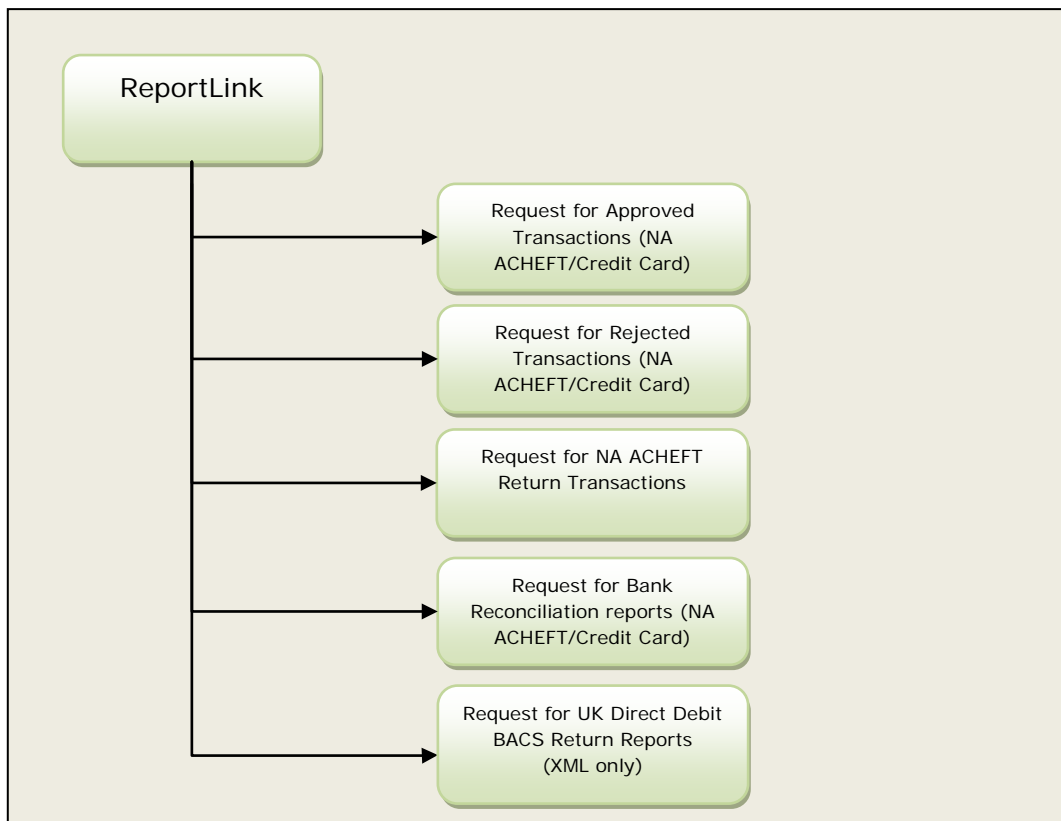 ReportLink
Request for Approved
Transactions (NA
ACHEFT/Credit Card)
Request for Rejected
Transactions (NA
ACHEFT/Credit Card)
Request for NA ACHEFT
Return Transactions
Request for Bank
Reconciliation reports (NA
ACHEFT/Credit Card)
Request for UK Direct Debit
BACS Return Reports
(XML only)